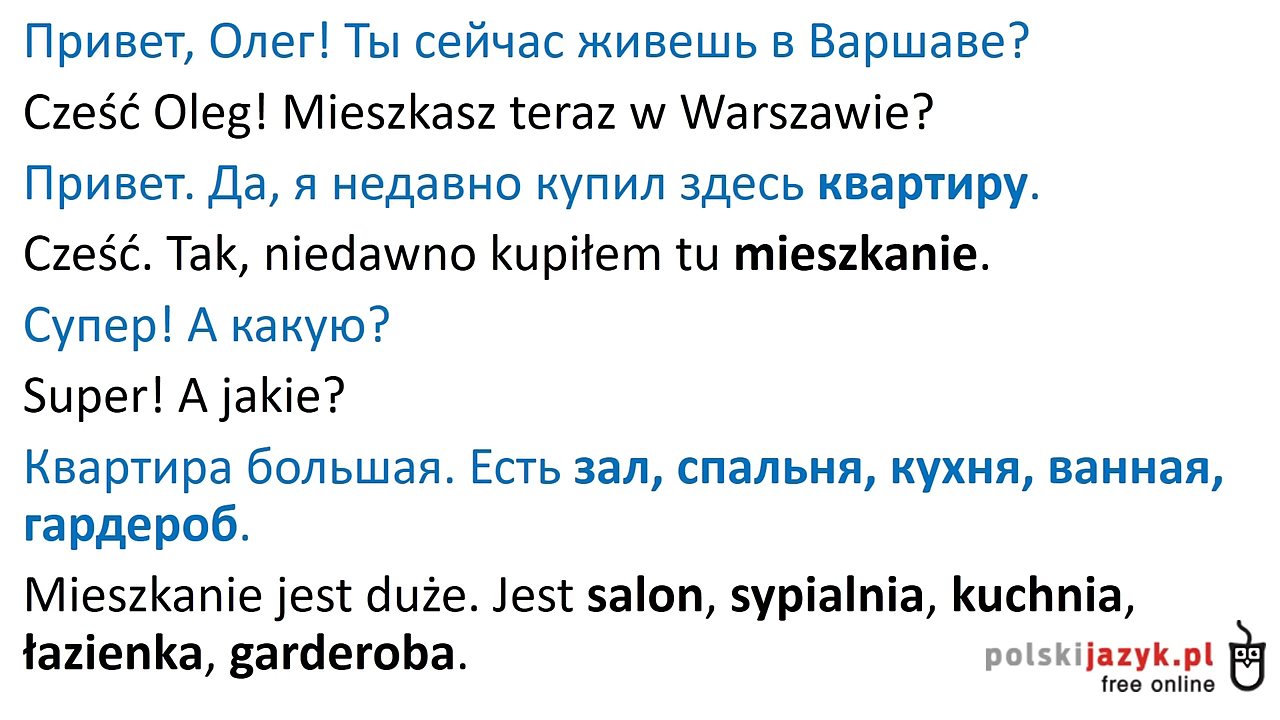 Привет, Олег! Ты сейчас живешь в Варшаве?
Cześć Oleg! Mieszkasz teraz w Warszawie?
Привет. Да, я недавно купил здесь квартиру.
Cześć. Tak, niedawno kupiłem tu mieszkanie.
Супер! А какую?
Super! A jakie?
Квартира большая. Есть зал, спальня, кухня, ванная,
гардероб.
Mieszkanie jest duże. Jest salon, sypialnia, kuchnia,
łazienka, garderoba.
polskijazyk.pl
free online